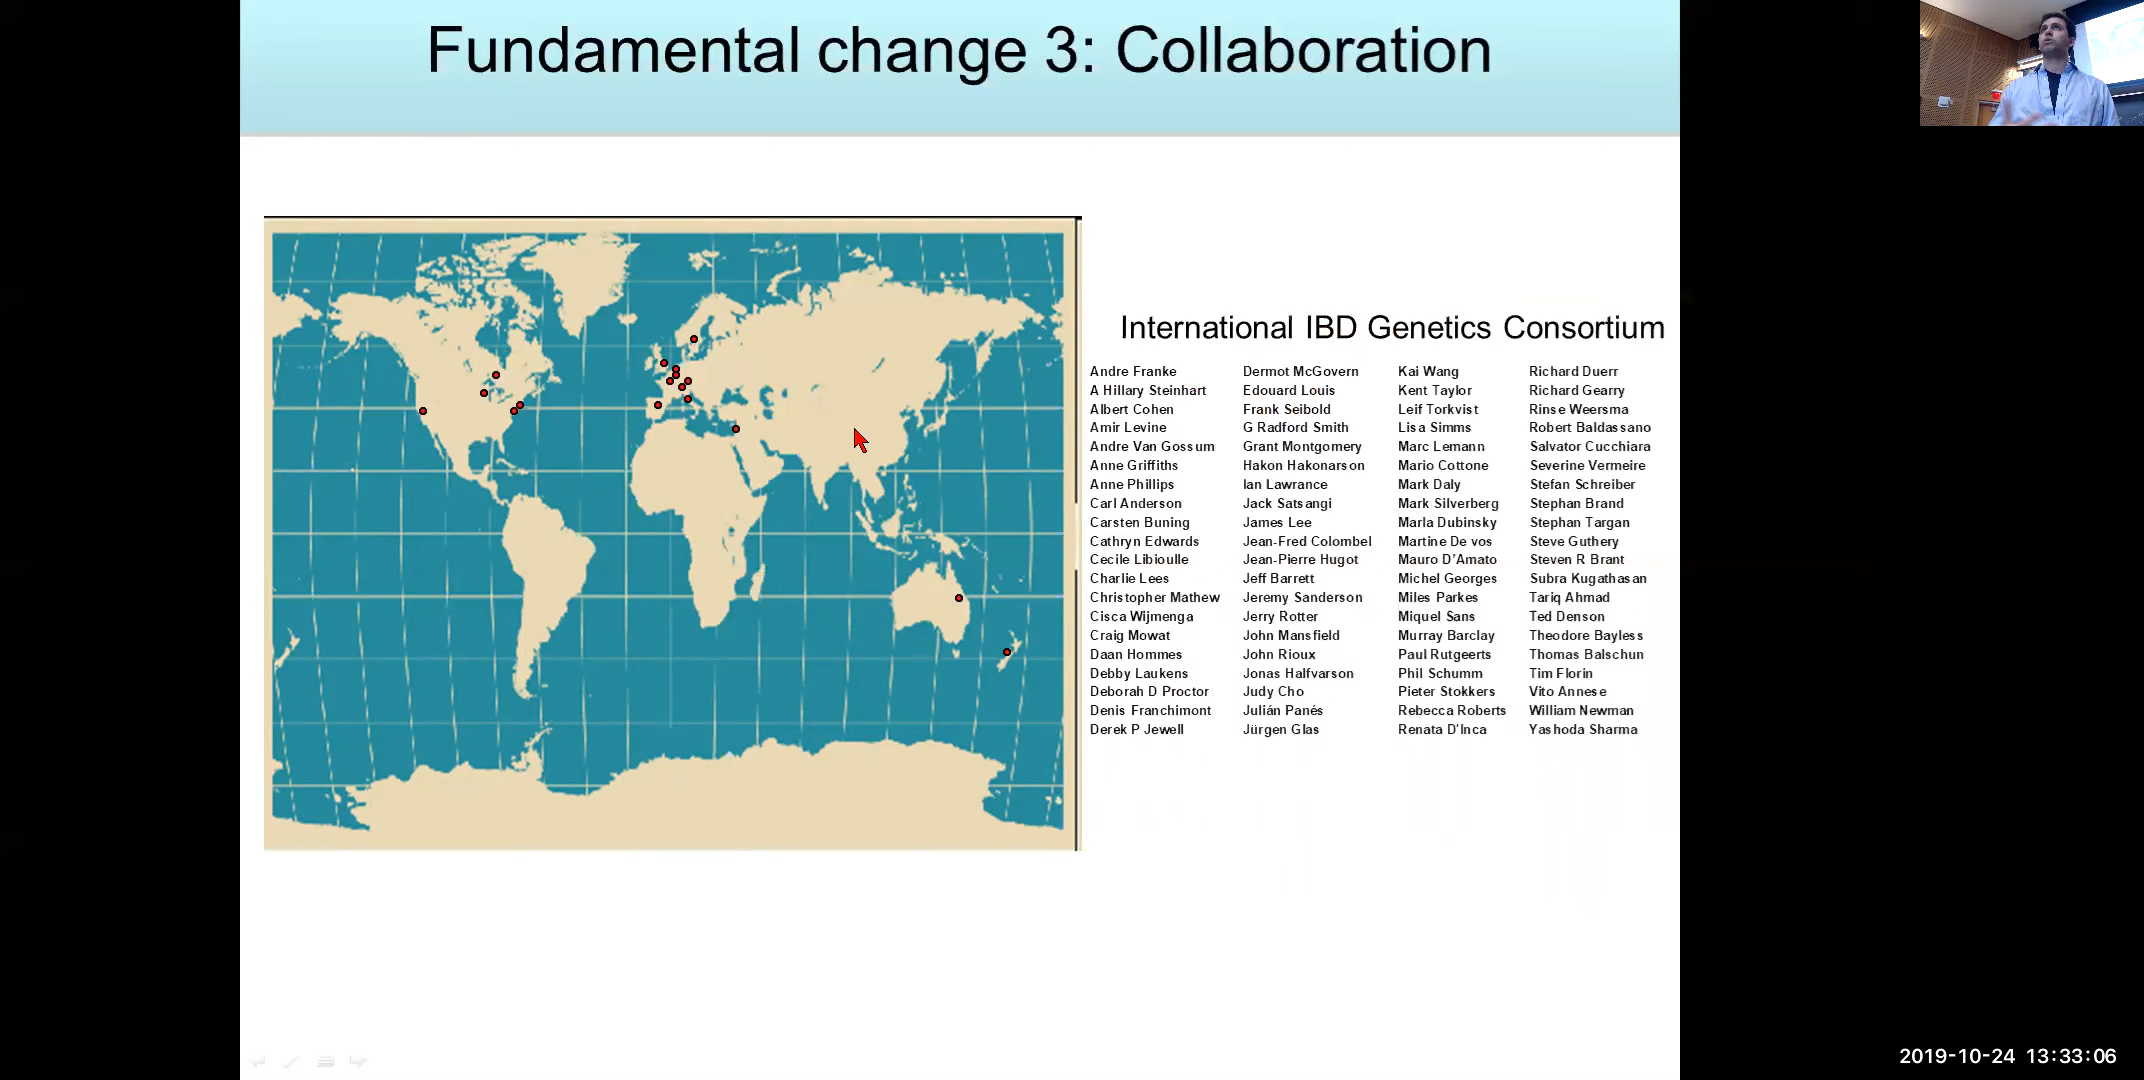 Fundamental change 3: Collaboration
International IBD Genetics Consortium
Andre Franke Dermot McGovern Kai Wang Richard Duerr
A Hillary Steinhart Edouard Louis Kent Taylor Richard Gearry
Albert Cohen Frank Seibold Leif Torkvist Rinse Weersma
Amir Levine G Radford Smith Lisa Simms Robert Baldassano
Andre Van Gossum Grant Montgomery Marc Lemann Salvator Cucchiara
Anne Griffiths Hakon Hakonarson Mario Cottone Severine Vermeire
Anne Phillips Ian Lawrance Mark Daly Stefan Schreiber
Carl Anderson Jack Satsangi Mark Silverberg Stephan Brand
Carsten Buning James Lee Marla Dubinsky Stephan Targan
Cathryn Edwards Jean-Fred Colombel Martine De vos Steve Guthery
Cecile Libioulle Jean-Pierre Hugot Mauro D'Amato Steven R Brant
Charlie Lees Jeff Barrett Michel Georges Subra Kugathasan
Christopher Mathew Jeremy Sanderson Miles Parkes Tariq Ahmad
Cisca Wijmenga Jerry Rotter Miquel Sans Ted Denson
Craig Mowat John Mansfield Murray Barclay Theodore Bayless
Daan Hommes John Rioux Paul Rutgeerts Thomas Balschun
Debby Laukens Jonas Halfvarson Phil Schumm Tim Florin
Deborah D Proctor Judy Cho Pieter Stokkers Vito Annese
Denis Franchimont Julián Panés Rebecca Roberts William Newman
Derek P Jewell Jürgen Glas Renata D'Inca Yashoda Sharma
2019-10-24 13:33:06